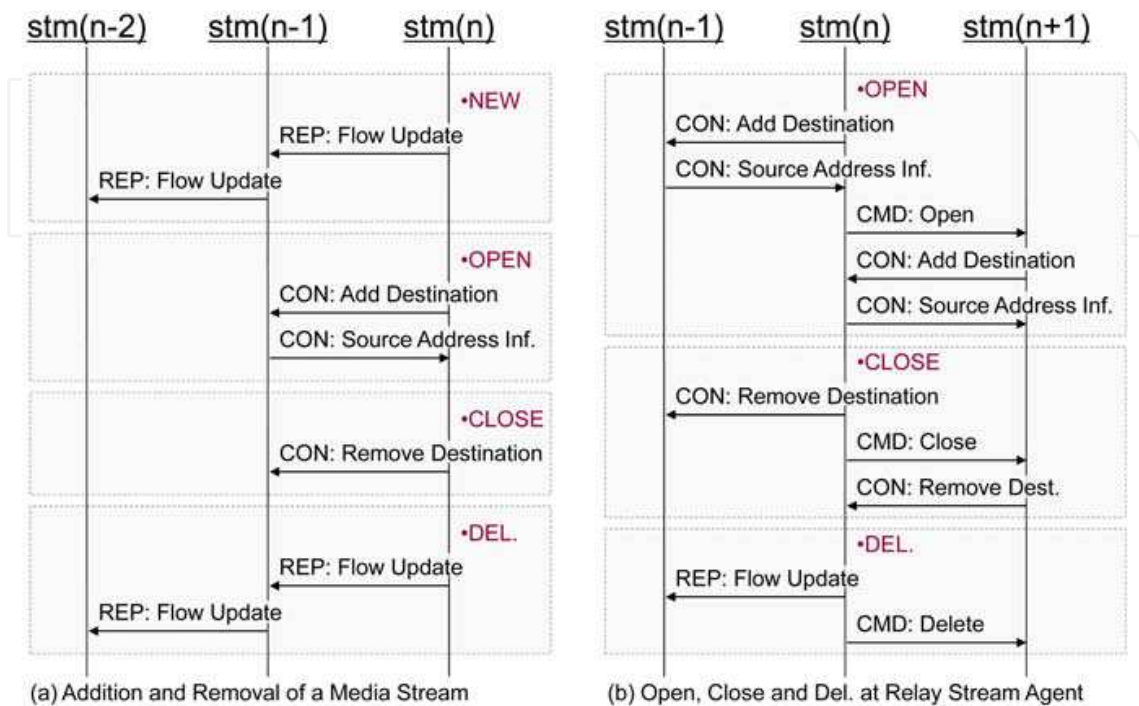 stm(n-2) stm(n-1) stm(n)
•NEW
REP: Flow Update
REP: Flow Update
•OPEN
CON: Add Destination
CON: Source Address Inf.
•CLOSE
CON: Remove Destination
•DEL.
REP: Flow Update
REP: Flow Update
(a) Addition and Removal of a Media Stream
stm(n-1) stm(n) stm(n+1)
•OPEN
CON: Add Destination
CON: Source Address Inf.
CMD: Open
CON: Add Destination
CON: Source Address Inf.
•CLOSE
CON: Remove Destination
CMD: Close
CON: Remove Dest.
•DEL.
REP: Flow Update
CMD: Delete
(b) Open, Close and Del. at Relay Stream Agent